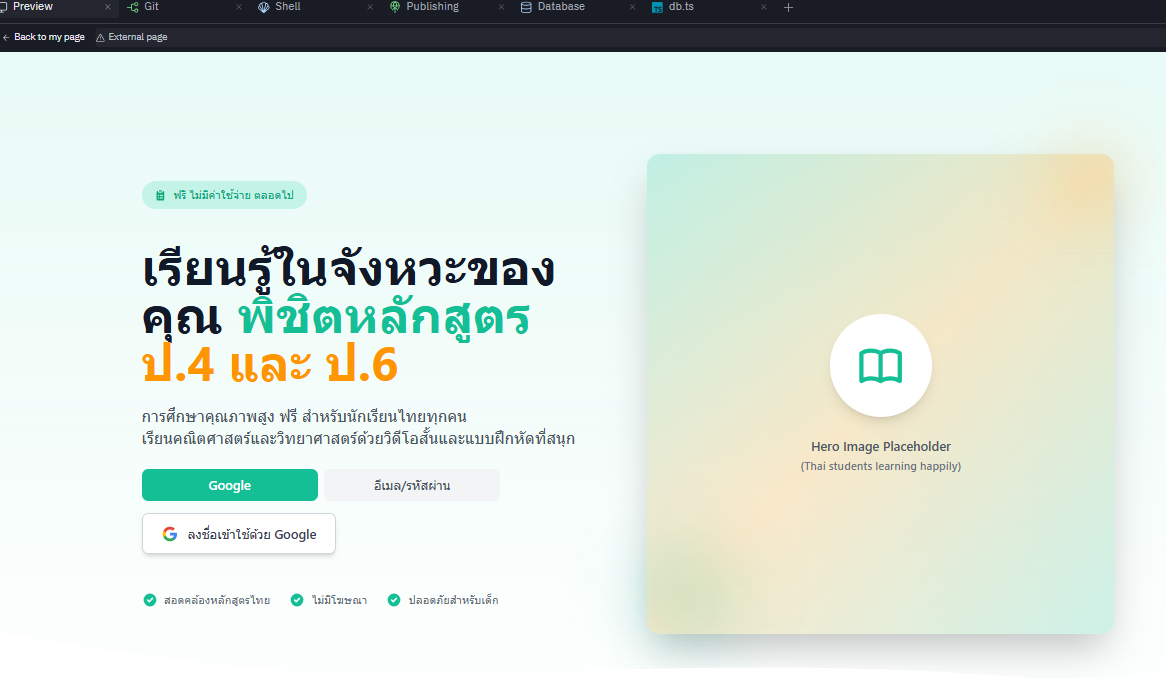 Preview
Git
Shell
Publishing
Database
db.ts
Back to my page
External page
ฟรี ไม่มีค่าใช้จ่าย ตลอดไป
เรียนรู้ในจังหวะของ
คุณ พิชิตหลักสูตร
ป.4 และ ป.6
การศึกษาคุณภาพสูง ฟรี สำหรับนักเรียนไทยทุกคน
เรียนคณิตศาสตร์และวิทยาศาสตร์ด้วยวิดีโอสั้นและแบบฝึกหัดที่สนุก
Google
อีเมล/รหัสผ่าน
ลงชื่อเข้าใช้ด้วย Google
สอดคล้องหลักสูตรไทย
ไม่มีโฆษณา
ปลอดภัยสำหรับเด็ก
Hero Image Placeholder
(Thai students learning happily)